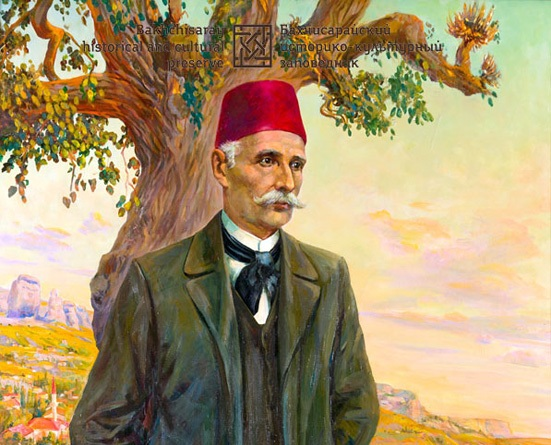 Bakhchisaray
historical and cultural
preserve
Бахчисарайский
историко-культурный
заповедник